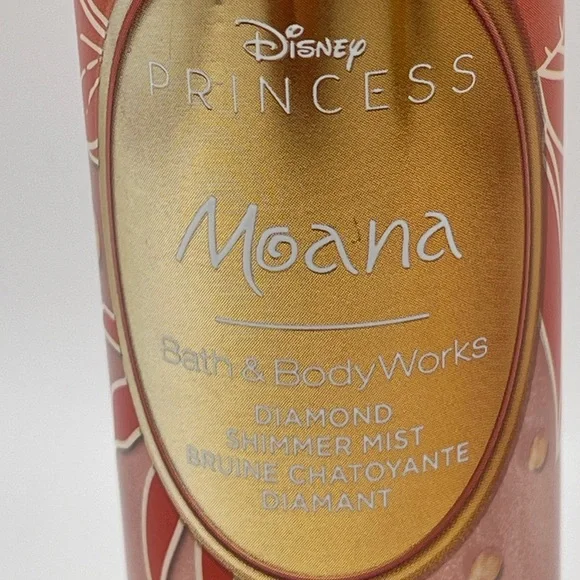 Disney
PRINCESS
Moana
Bath & Body Works
DIAMOND
SHIMMER MIST
BRUINE CHATOYANTE
DIAMANT